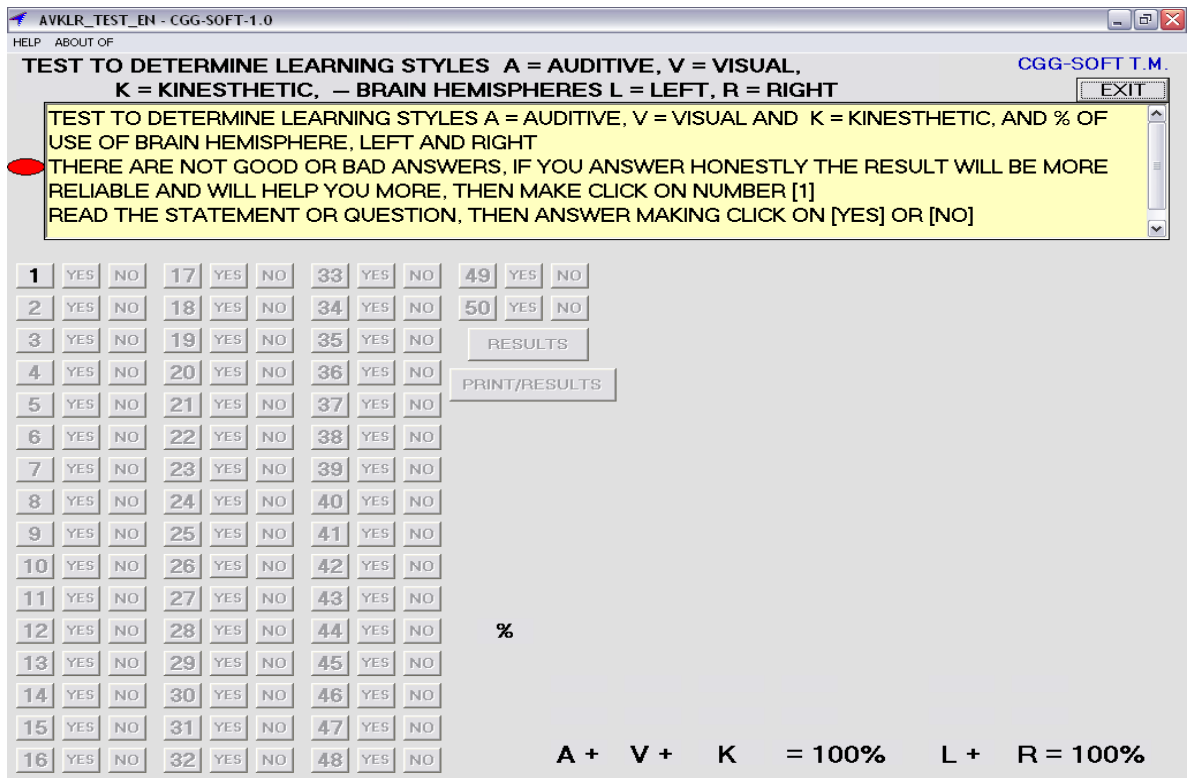 AVKLR_TEST_EN - CGG-SOFT-1.0
HELP ABOUT OF
TEST TO DETERMINE LEARNING STYLES A = AUDITIVE, V = VISUAL,
CGG-SOFT T.M.
K = KINESTHETIC, – BRAIN HEMISPHERES L = LEFT, R = RIGHT
EXIT
TEST TO DETERMINE LEARNING STYLES A = AUDITIVE, V = VISUAL AND K = KINESTHETIC, AND % OF
USE OF BRAIN HEMISPHERE, LEFT AND RIGHT
THERE ARE NOT GOOD OR BAD ANSWERS, IF YOU ANSWER HONESTLY THE RESULT WILL BE MORE
RELIABLE AND WILL HELP YOU MORE, THEN MAKE CLICK ON NUMBER [1]
READ THE STATEMENT OR QUESTION, THEN ANSWER MAKING CLICK ON [YES] OR [NO]
1 YES NO 17 YES NO 33 YES NO 49 YES NO
2 YES NO 18 YES NO 34 YES NO 50 YES NO
3 YES NO 19 YES NO 35 YES NO RESULTS
4 YES NO 20 YES NO 36 YES NO PRINT/RESULTS
5 YES NO 21 YES NO 37 YES NO
6 YES NO 22 YES NO 38 YES NO
7 YES NO 23 YES NO 39 YES NO
8 YES NO 24 YES NO 40 YES NO
9 YES NO 25 YES NO 41 YES NO
10 YES NO 26 YES NO 42 YES NO
11 YES NO 27 YES NO 43 YES NO
12 YES NO 28 YES NO 44 YES NO %
13 YES NO 29 YES NO 45 YES NO
14 YES NO 30 YES NO 46 YES NO
15 YES NO 31 YES NO 47 YES NO
16 YES NO 32 YES NO 48 YES NO A + V + K = 100% L + R = 100%